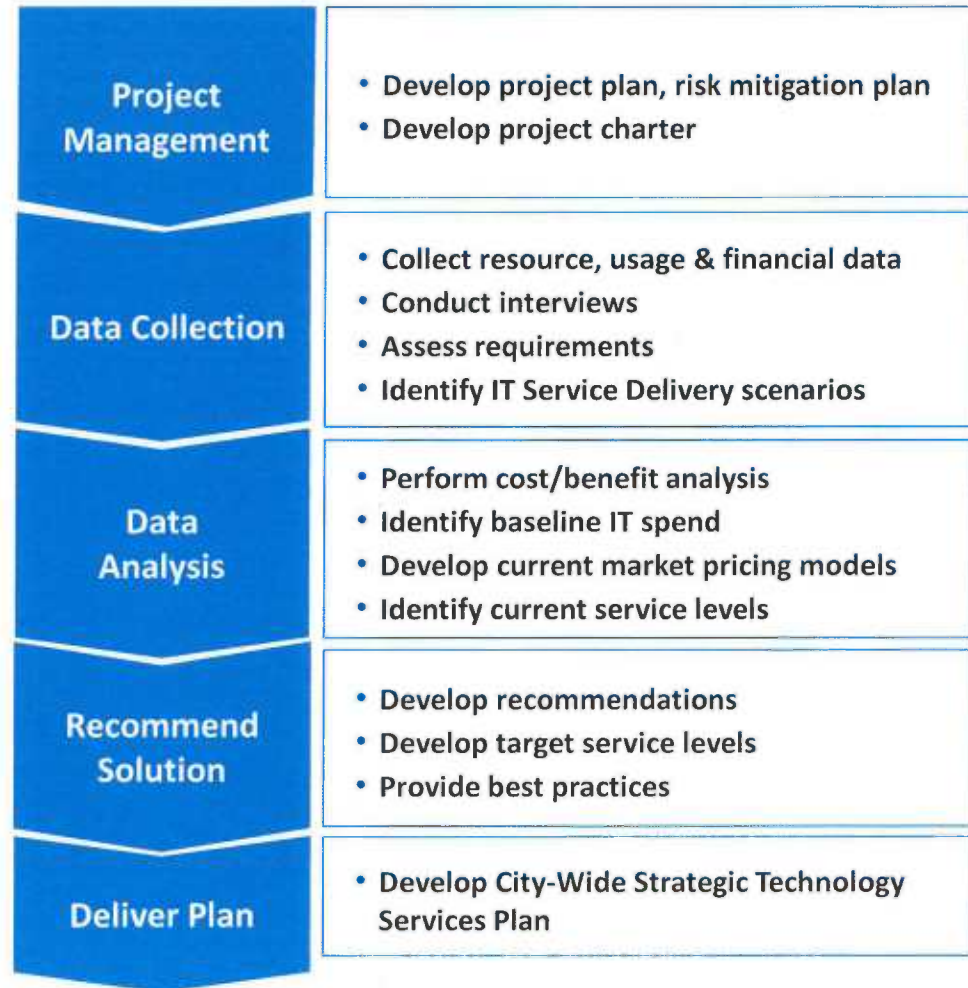 Project
Management
• Develop project plan, risk mitigation plan
• Develop project charter
Data Collection
• Collect resource, usage & financial data
• Conduct interviews
• Assess requirements
• Identify IT Service Delivery scenarios
Data
Analysis
• Perform cost/benefit analysis
• Identify baseline IT spend
• Develop current market pricing models
• Identify current service levels
Recommend
Solution
• Develop recommendations
• Develop target service levels
• Provide best practices
Deliver Plan
• Develop City-Wide Strategic Technology
Services Plan